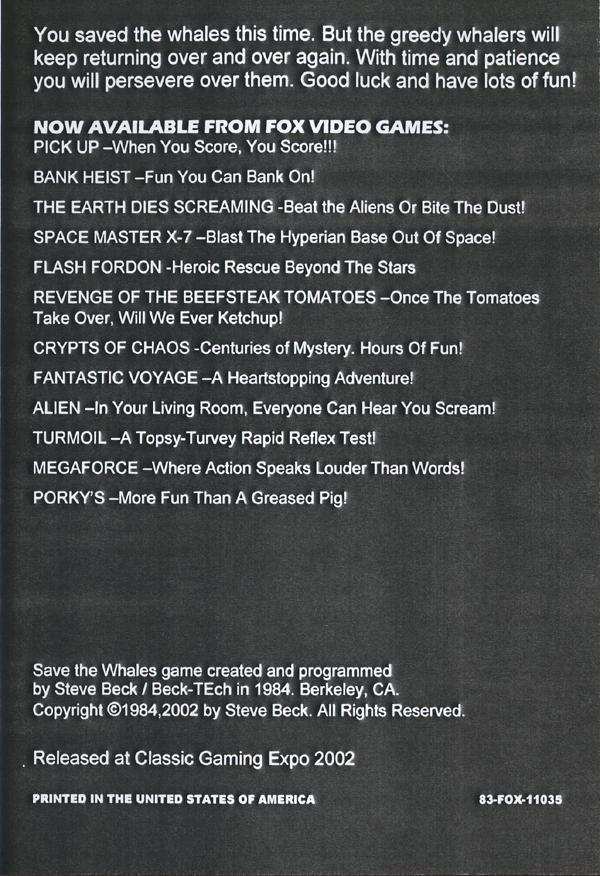 You saved the whales this time. But the greedy whalers will
keep returning over and over again. With time and patience
you will persevere over them. Good luck and have lots of fun!
NOW AVAILABLE FROM FOX VIDEO GAMES:
PICK UP –When You Score, You Score!!!
BANK HEIST –Fun You Can Bank On!
THE EARTH DIES SCREAMING -Beat the Aliens Or Bite The Dust!
SPACE MASTER X-7 –Blast The Hyperian Base Out Of Space!
FLASH FORDON -Heroic Rescue Beyond The Stars
REVENGE OF THE BEEFSTEAK TOMATOES –Once The Tomatoes
Take Over, Will We Ever Ketchup!
CRYPTS OF CHAOS -Centuries of Mystery. Hours Of Fun!
FANTASTIC VOYAGE –A Heartstopping Adventure!
ALIEN –In Your Living Room, Everyone Can Hear You Scream!
TURMOIL –A Topsy-Turvey Rapid Reflex Test!
MEGAFORCE –Where Action Speaks Louder Than Words!
PORKY'S –More Fun Than A Greased Pig!
Save the Whales game created and programmed
by Steve Beck / Beck-TEch in 1984. Berkeley, CA.
Copyright ©1984,2002 by Steve Beck. All Rights Reserved.
Released at Classic Gaming Expo 2002
PRINTED IN THE UNITED STATES OF AMERICA 83-FOX-11035